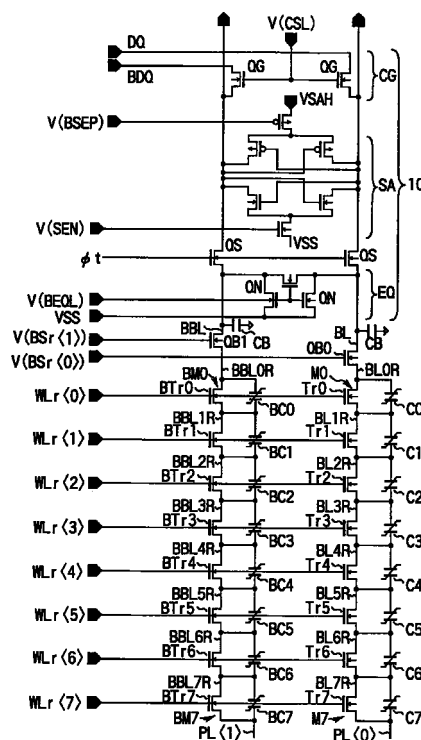 V(CSL)
DQ
BDQ
QG QG CG
VSAH
V(BSEP)
SA 10
V(SEN)
VSS
φt QS QS
QN QN EQ
V(BEQL)
VSS
BBL CB BL CB
V(BSr⟨1⟩) QB1
V(BSr⟨0⟩) QB0
BM0 BBL0R M0 BL0R
WLr⟨0⟩ BTr0 BC0 Tr0 C0
BBL1R BL1R
WLr⟨1⟩ BTr1 BC1 Tr1 C1
BBL2R BL2R
WLr⟨2⟩ BTr2 BC2 Tr2 C2
BBL3R BL3R
WLr⟨3⟩ BTr3 BC3 Tr3 C3
BBL4R BL4R
WLr⟨4⟩ BTr4 BC4 Tr4 C4
BBL5R BL5R
WLr⟨5⟩ BTr5 BC5 Tr5 C5
BBL6R BL6R
WLr⟨6⟩ BTr6 BC6 Tr6 C6
BBL7R BL7R
WLr⟨7⟩ BTr7 BC7 Tr7 C7
BM7 M7
PL⟨1⟩ PL⟨0⟩